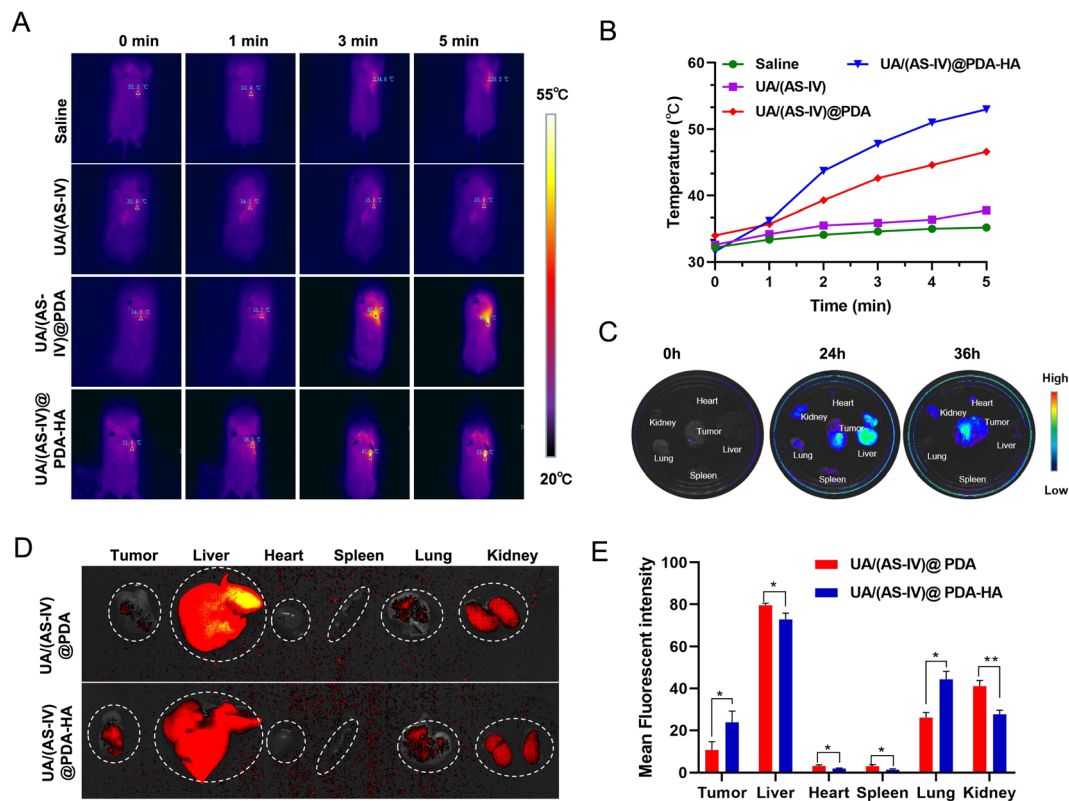 A
0 min 1 min 3 min 5 min
Saline
UA/(AS-IV)
UA/(AS-
IV)@PDA
UA/(AS-IV)@
PDA-HA
55℃
20℃
B
Saline
UA/(AS-IV)
UA/(AS-IV)@PDA
UA/(AS-IV)@PDA-HA
Temperature (℃)
60
50
40
30
0 1 2 3 4 5
Time (min)
C
0h 24h 36h
Heart
Kidney
Tumor
Lung
Liver
Spleen
Heart
Kidney
Tumor
Lung
Liver
Spleen
Heart
Kidney
Tumor
Lung
Liver
Spleen
High
Low
D
Tumor Liver Heart Spleen Lung Kidney
UA/(AS-IV)
@PDA
UA/(AS-IV)
@PDA-HA
E
UA/(AS-IV)@ PDA
UA/(AS-IV)@ PDA-HA
Mean Fluorescent intensity
100
80
60
40
20
0
* * * * * **
Tumor Liver Heart Spleen Lung Kidney